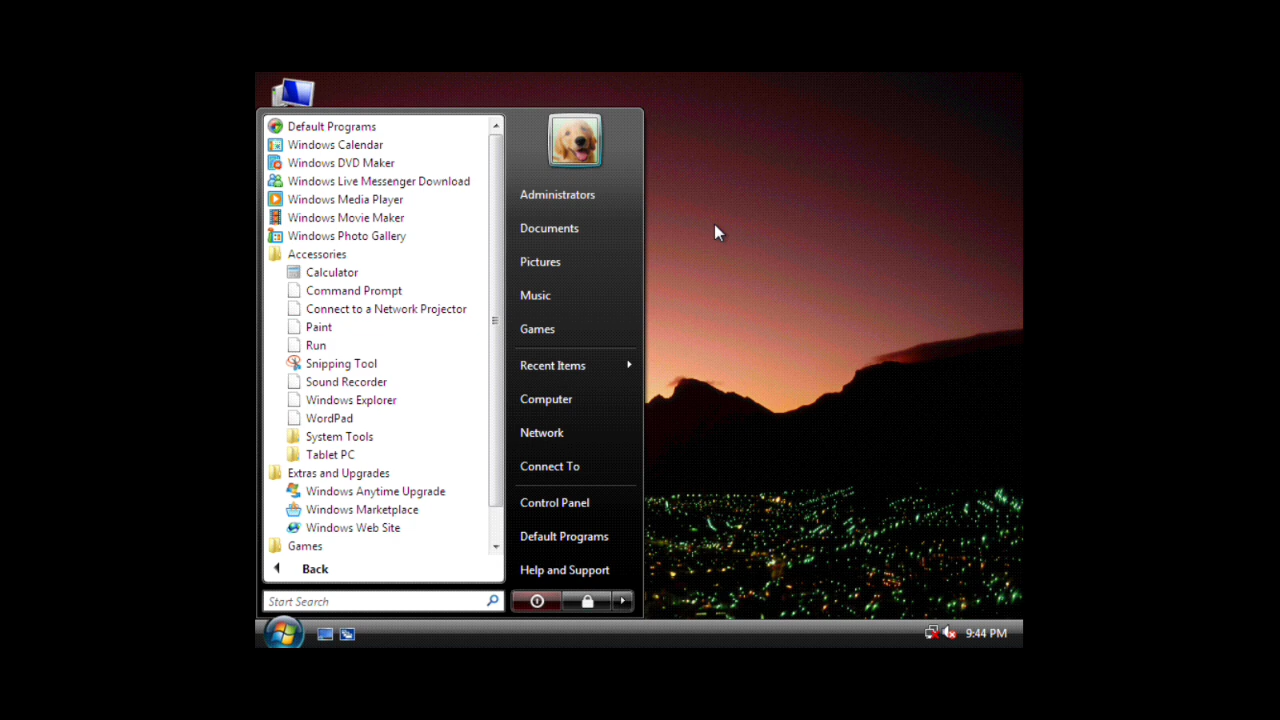 Default Programs
Windows Calendar
Windows DVD Maker
Windows Live Messenger Download
Windows Media Player
Windows Movie Maker
Windows Photo Gallery
Accessories
Calculator
Command Prompt
Connect to a Network Projector
Paint
Run
Snipping Tool
Sound Recorder
Windows Explorer
WordPad
System Tools
Tablet PC
Extras and Upgrades
Windows Anytime Upgrade
Windows Marketplace
Windows Web Site
Games
Back
Start Search
Administrators
Documents
Pictures
Music
Games
Recent Items
Computer
Network
Connect To
Control Panel
Default Programs
Help and Support
9:44 PM